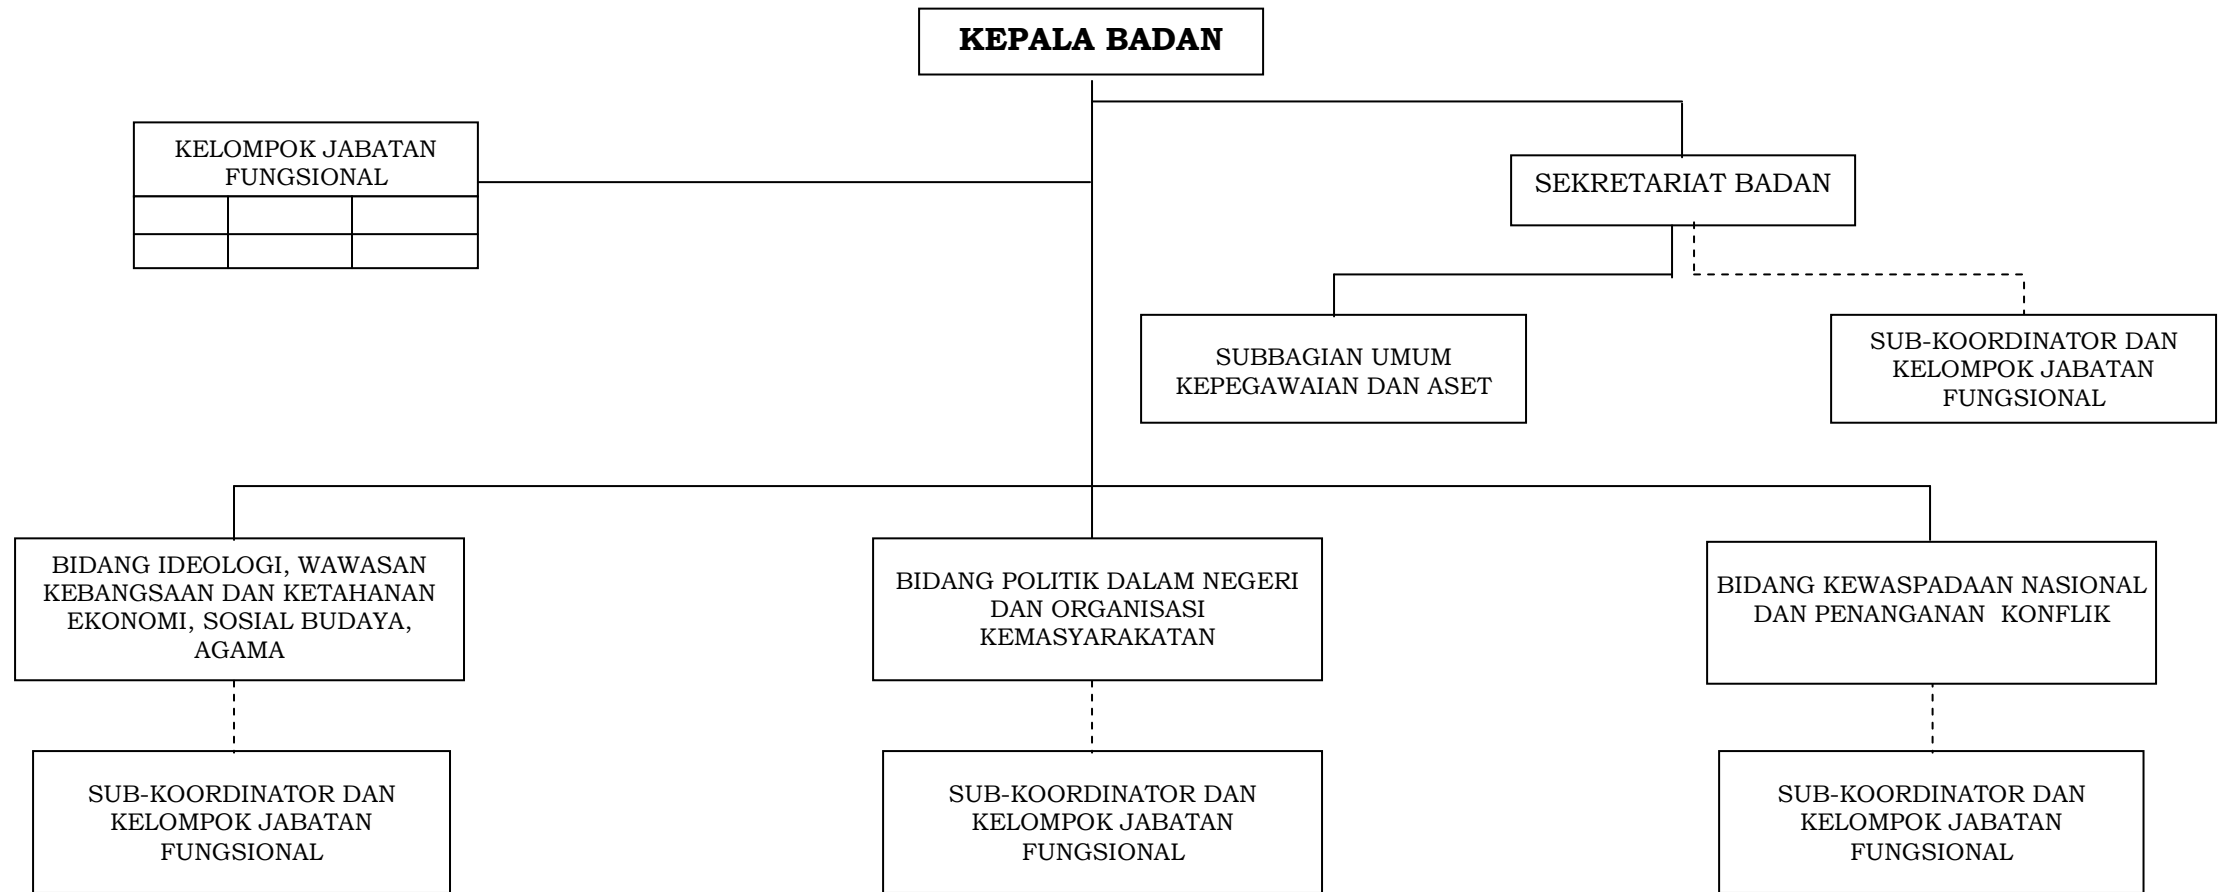 KEPALA BADAN
KELOMPOK JABATAN
FUNGSIONAL
SEKRETARIAT BADAN
SUBBAGIAN UMUM
KEPEGAWAIAN DAN ASET
SUB-KOORDINATOR DAN
KELOMPOK JABATAN
FUNGSIONAL
BIDANG IDEOLOGI, WAWASAN
KEBANGSAAN DAN KETAHANAN
EKONOMI, SOSIAL BUDAYA,
AGAMA
BIDANG POLITIK DALAM NEGERI
DAN ORGANISASI
KEMASYARAKATAN
BIDANG KEWASPADAAN NASIONAL
DAN PENANGANAN  KONFLIK
SUB-KOORDINATOR DAN
KELOMPOK JABATAN
FUNGSIONAL
SUB-KOORDINATOR DAN
KELOMPOK JABATAN
FUNGSIONAL
SUB-KOORDINATOR DAN
KELOMPOK JABATAN
FUNGSIONAL